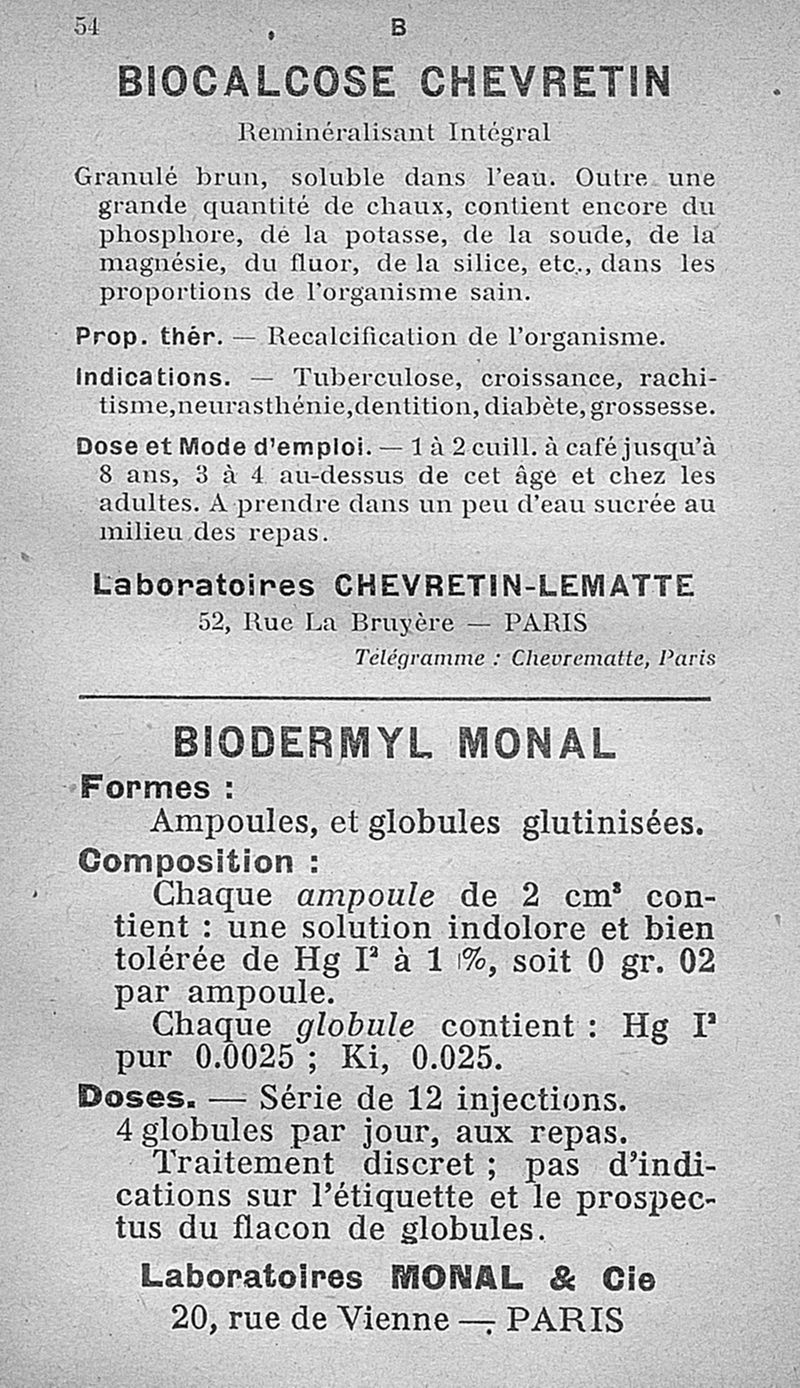 54
B
BIOCALCOSE CHEVRETIN
Reminéralisant Intégral
Granulé brun, soluble dans l'eau. Outre une
grande quantité de chaux, contient encore du
phosphore, de la potasse, de la soude, de la
magnésie, du fluor, de la silice, etc., dans les
proportions de l'organisme sain.
Prop. thér. — Recalcification de l'organisme.
Indications. — Tuberculose, croissance, rachi-
tisme, neurasthénie, dentition, diabète, grossesse.
Dose et Mode d'emploi. — 1 à 2 cuill. à café jusqu'à
8 ans, 3 à 4 au-dessus de cet âge et chez les
adultes. A prendre dans un peu d'eau sucrée au
milieu des repas.
Laboratoires CHEVRETIN-LEMATTE
52, Rue La Bruyère — PARIS
Télégramme : Chevrematte, Paris
BIODERMYL MONAL
Formes :
Ampoules, et globules glutinisées.
Composition :
Chaque ampoule de 2 cm³ con-
tient : une solution indolore et bien
tolérée de Hg I² à 1 %, soit 0 gr. 02
par ampoule.
Chaque globule contient : Hg I²
pur 0.0025 ; Ki, 0.025.
Doses. — Série de 12 injections.
4 globules par jour, aux repas.
Traitement discret ; pas d'indi-
cations sur l'étiquette et le prospec-
tus du flacon de globules.
Laboratoires MONAL & Cie
20, rue de Vienne — PARIS